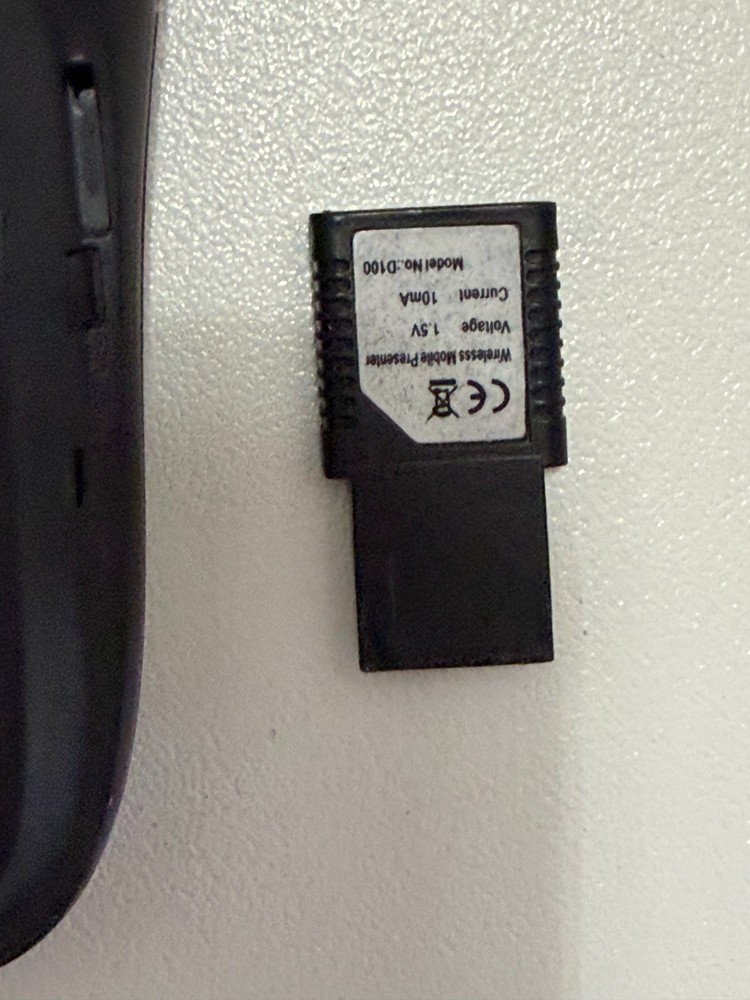 CE
Wirelesss Mobile Presenter
Voltage 1.5V
Current 10mA
Model No.:D100